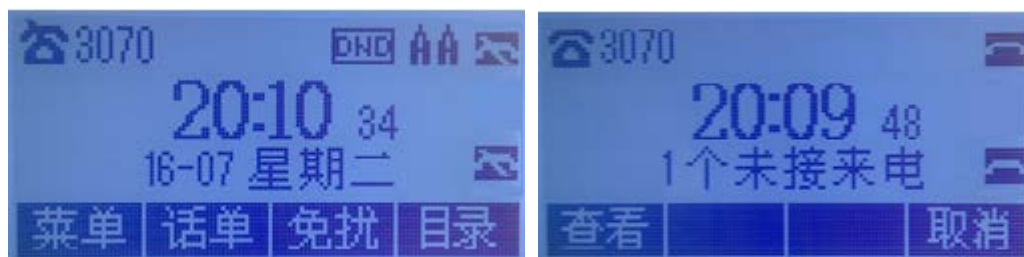 3070 DND AA
20:10 34
16-07 星期二
菜单 话单 免扰 目录
3070
20:09 48
1个未接来电
查看 取消